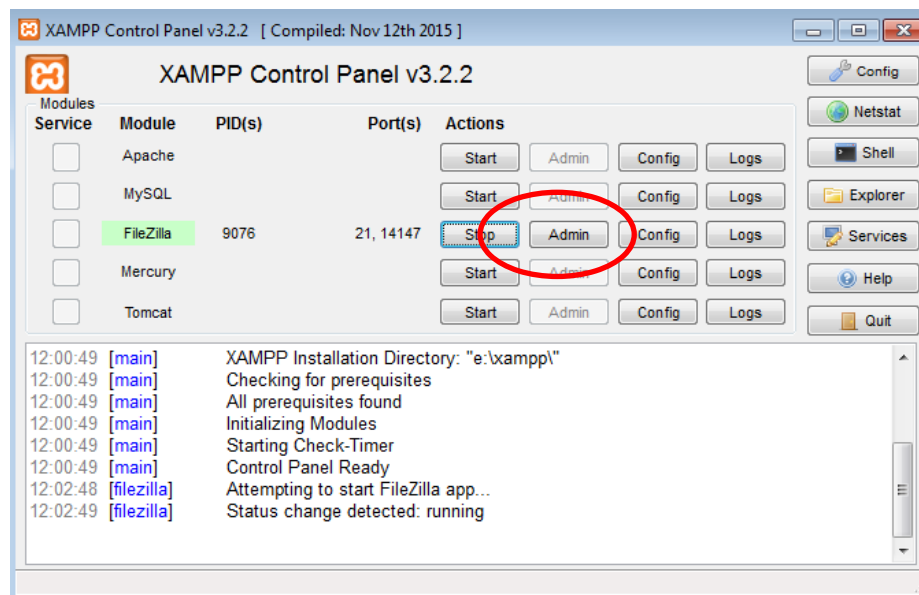 XAMPP Control Panel v3.2.2 [ Compiled: Nov 12th 2015 ]
XAMPP Control Panel v3.2.2
Config
Modules
Service Module PID(s) Port(s) Actions
Netstat
Apache Start Admin Config Logs
Shell
MySQL Start Admin Config Logs
Explorer
FileZilla 9076 21, 14147 Stop Admin Config Logs
Services
Mercury Start Admin Config Logs
Help
Tomcat Start Admin Config Logs
Quit
12:00:49 [main] XAMPP Installation Directory: "e:\xampp\"
12:00:49 [main] Checking for prerequisites
12:00:49 [main] All prerequisites found
12:00:49 [main] Initializing Modules
12:00:49 [main] Starting Check-Timer
12:00:49 [main] Control Panel Ready
12:02:48 [filezilla] Attempting to start FileZilla app...
12:02:49 [filezilla] Status change detected: running